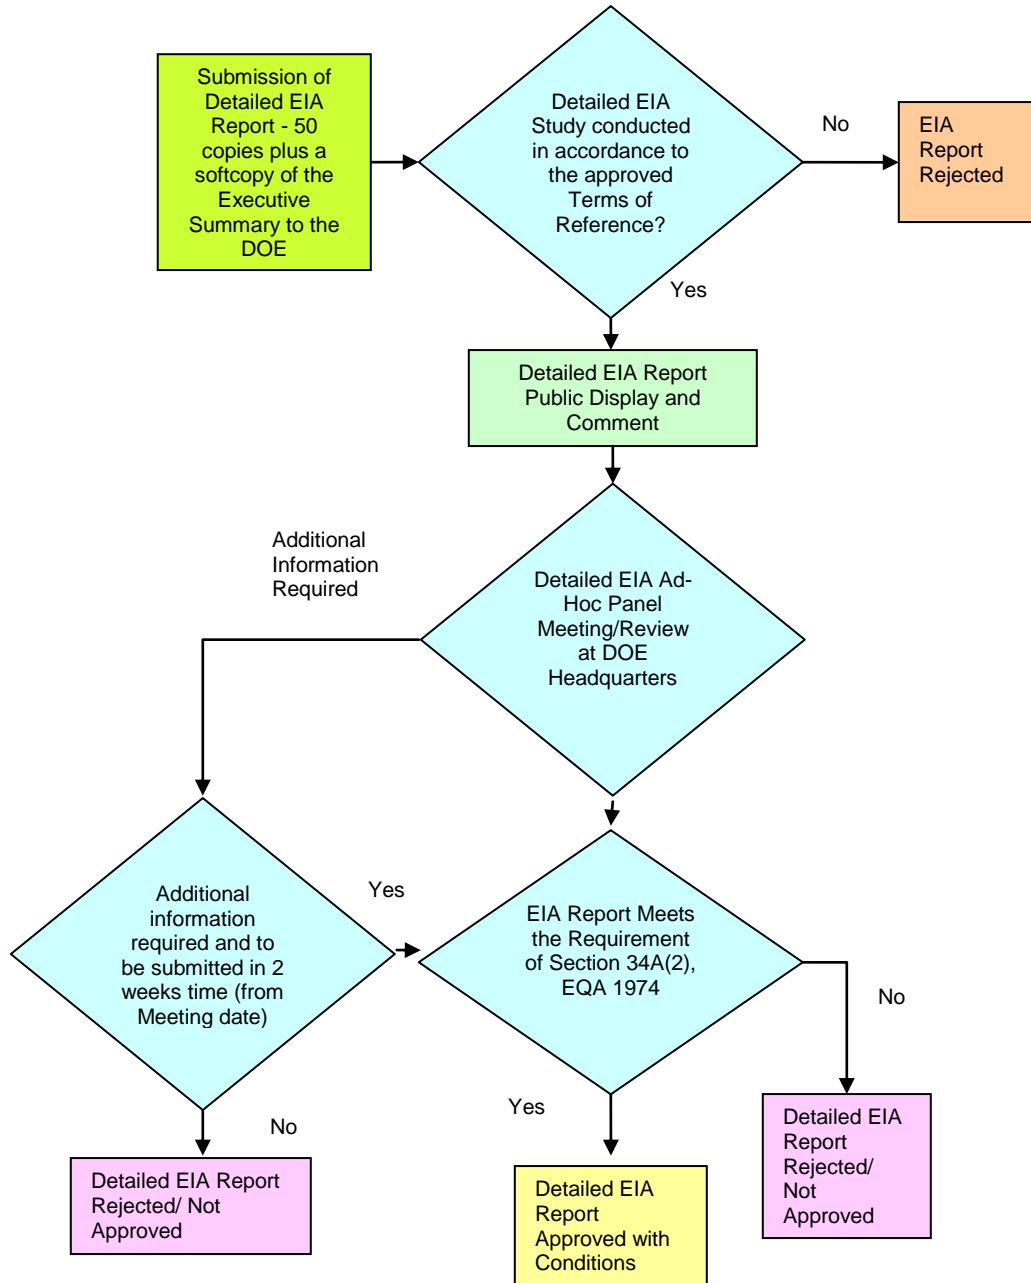 Submission of
Detailed EIA
Report - 50
copies plus a
softcopy of the
Executive
Summary to the
DOE
Detailed EIA
Study conducted
in accordance to
the approved
Terms of
Reference?
No
EIA
Report
Rejected
Yes
Detailed EIA Report
Public Display and
Comment
Additional
Information
Required
Detailed EIA Ad-
Hoc Panel
Meeting/Review
at DOE
Headquarters
Additional
information
required and to
be submitted in 2
weeks time (from
Meeting date)
Yes
EIA Report Meets
the Requirement
of Section 34A(2),
EQA 1974
No
No
Yes
Detailed EIA Report
Rejected/ Not
Approved
Detailed EIA
Report
Approved with
Conditions
Detailed EIA
Report
Rejected/
Not
Approved